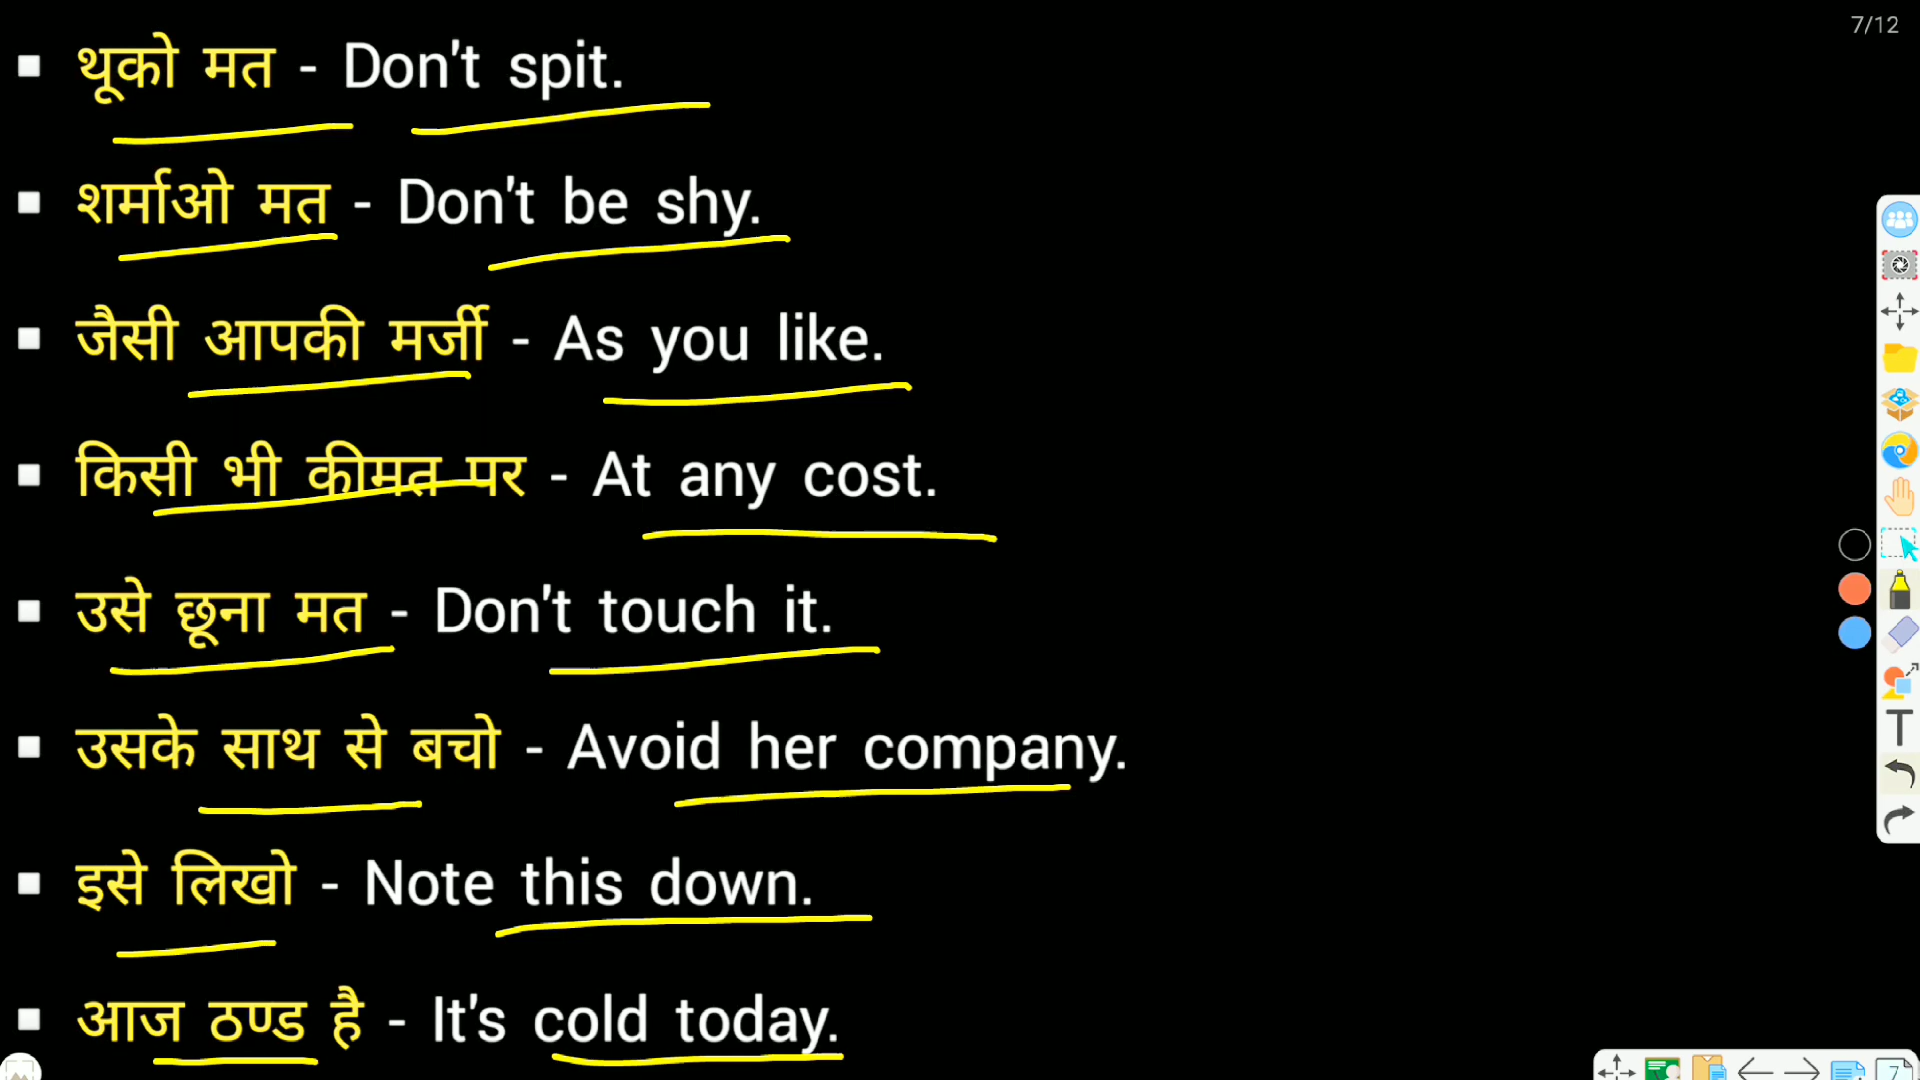 7/12
▪ थूको मत - Don't spit.
▪ शर्माओ मत - Don't be shy.
▪ जैसी आपकी मर्जी - As you like.
▪ किसी भी कीमत पर - At any cost.
▪ उसे छूना मत - Don't touch it.
▪ उसके साथ से बचो - Avoid her company.
▪ इसे लिखो - Note this down.
▪ आज ठण्ड है - It's cold today.
T
7